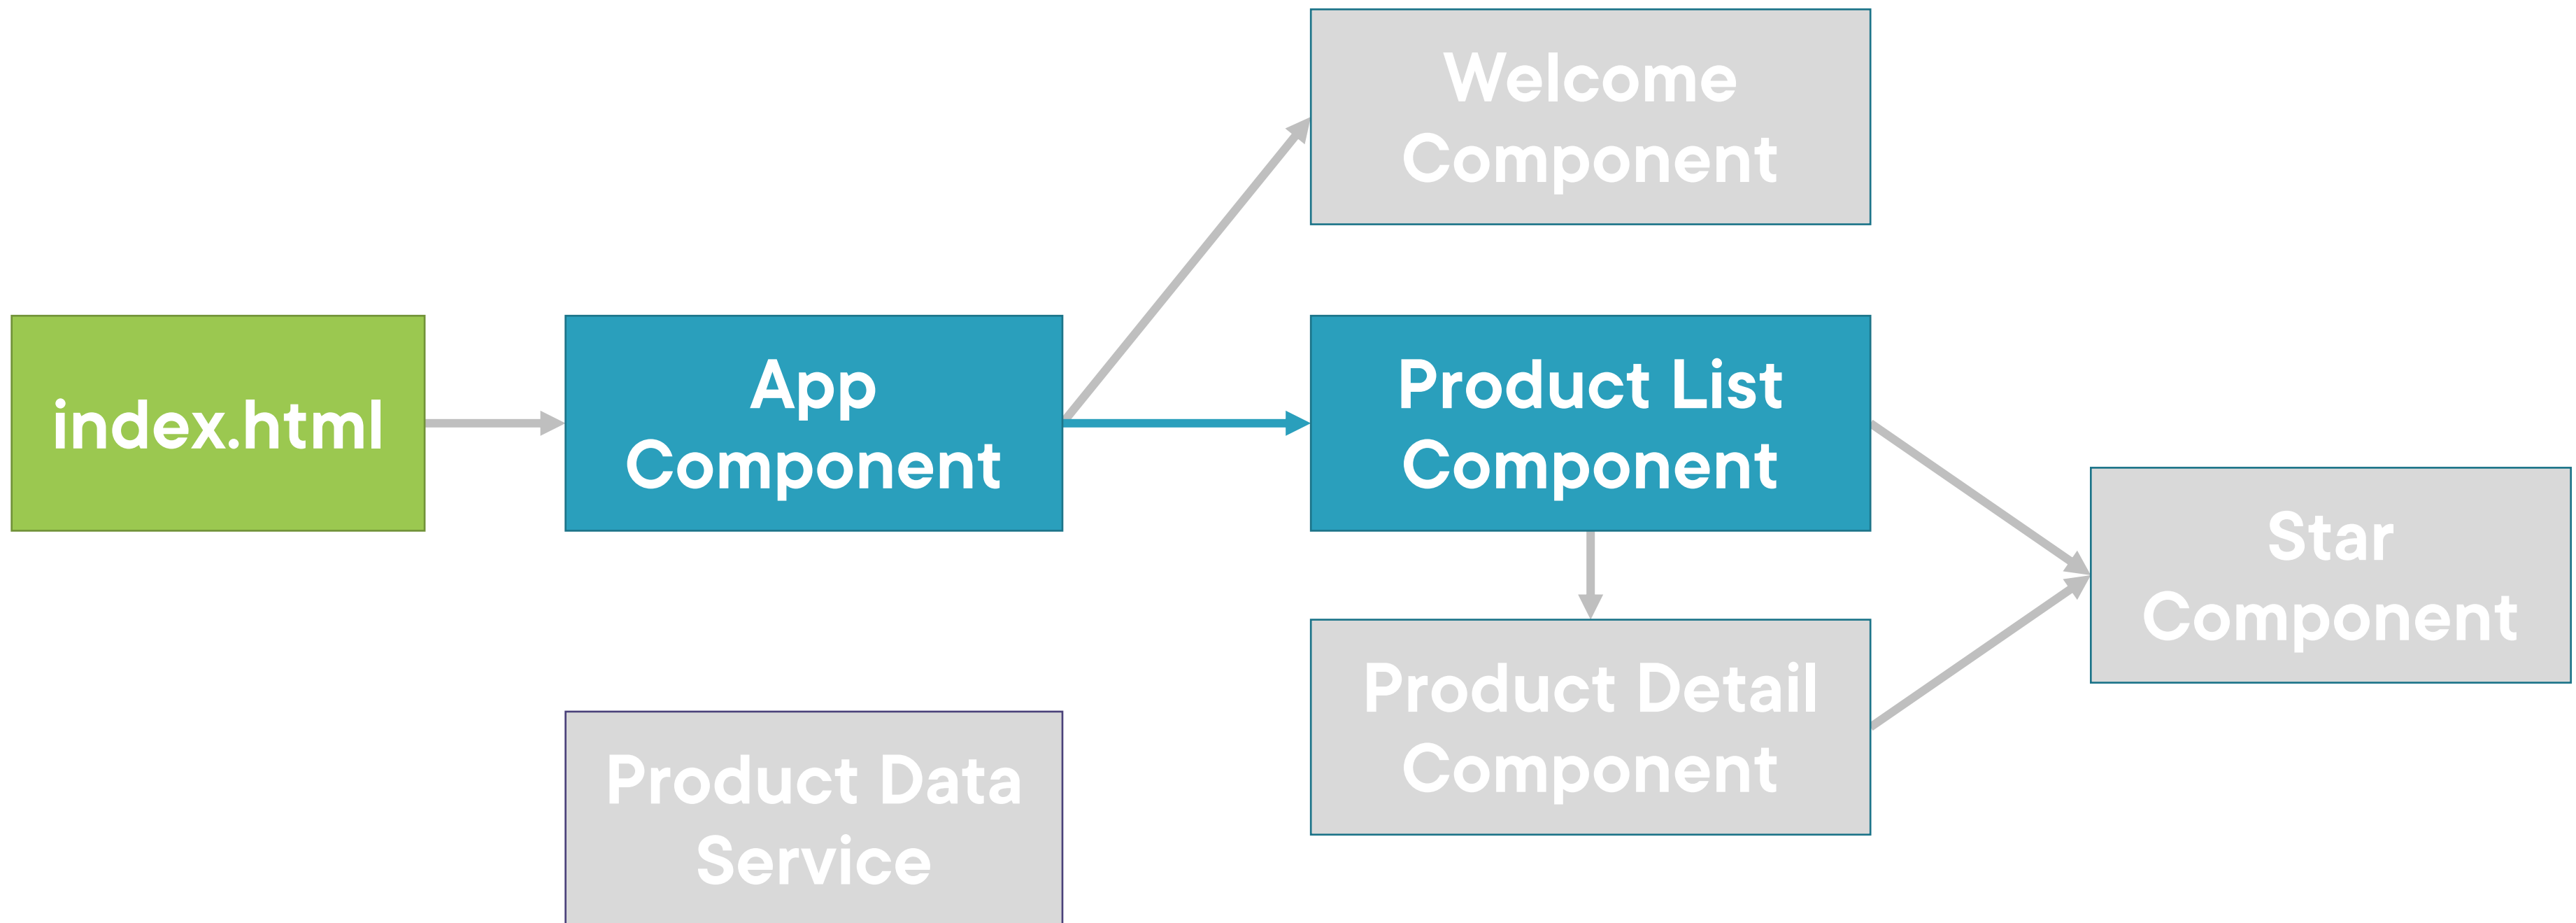 Welcome
Component
index.html
App
Component
Product List
Component
Star
Component
Product Detail
Component
Product Data
Service